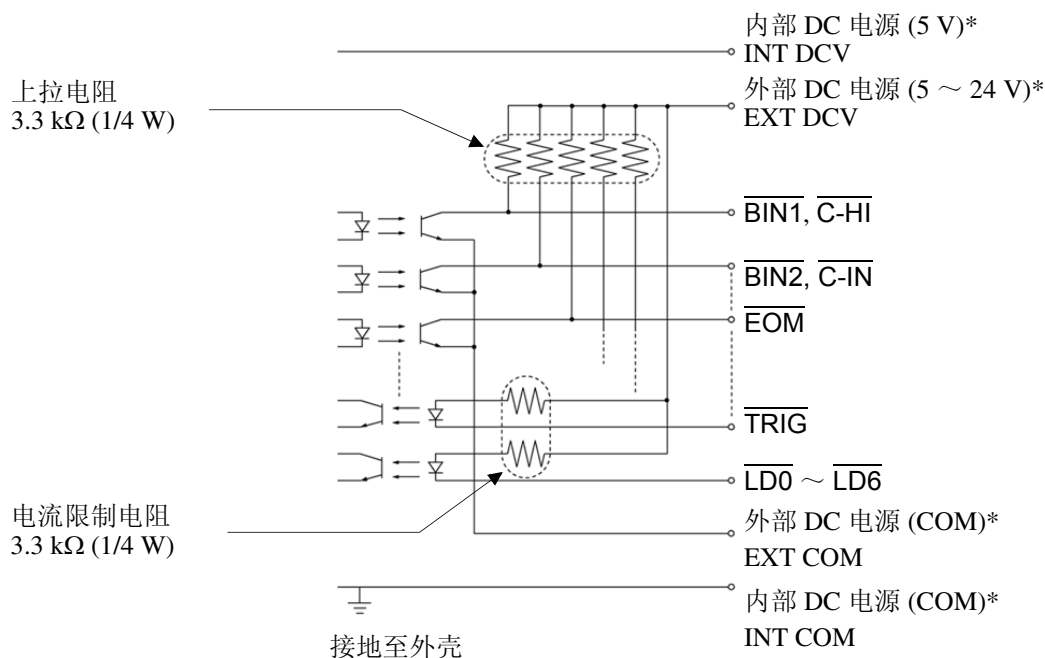 内部 DC 电源 (5 V)*
INT DCV
上拉电阻
3.3 kΩ (1/4 W)
外部 DC 电源 (5 ～ 24 V)*
EXT DCV
BIN1, C-HI
BIN2, C-IN
EOM
TRIG
LD0 ～ LD6
电流限制电阻
3.3 kΩ (1/4 W)
外部 DC 电源 (COM)*
EXT COM
内部 DC 电源 (COM)*
INT COM
接地至外壳